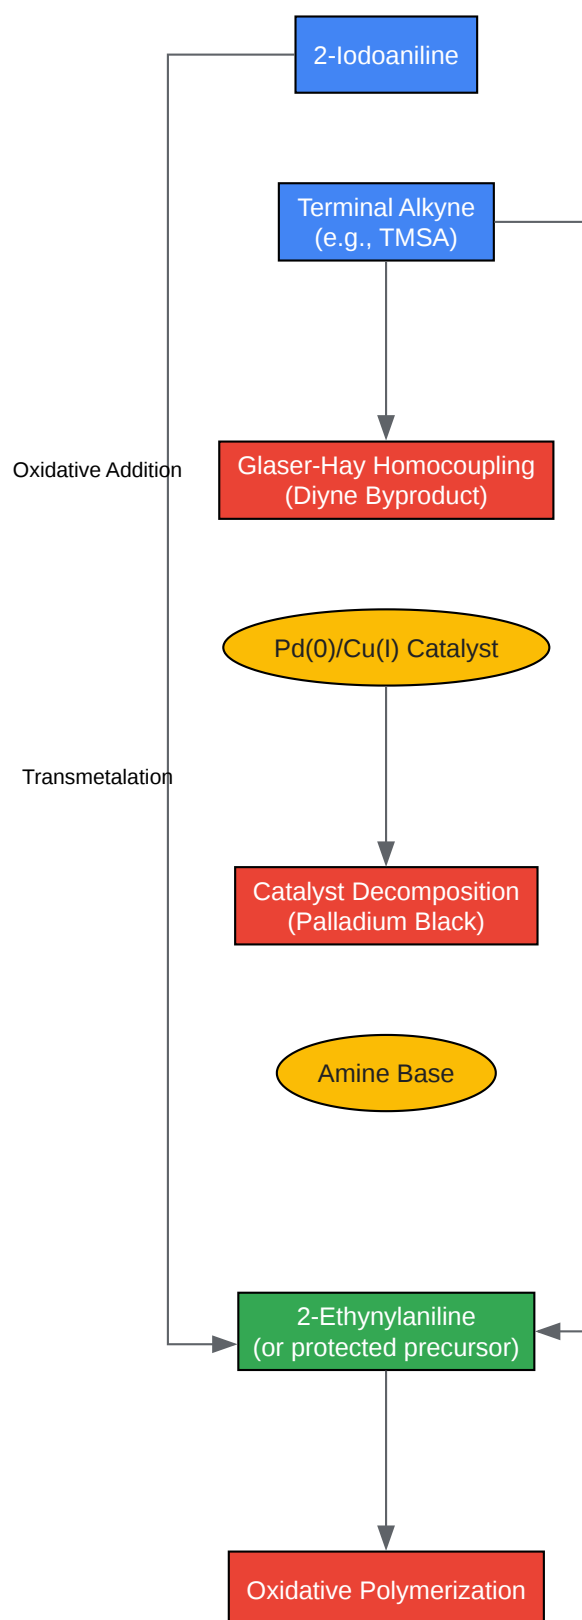 2-Iodoaniline
Terminal Alkyne
(e.g., TMSA)
Glaser-Hay Homocoupling
(Diyne Byproduct)
Oxidative Addition
Pd(0)/Cu(I) Catalyst
Transmetalation
Catalyst Decomposition
(Palladium Black)
Amine Base
2-Ethynylaniline
(or protected precursor)
Oxidative Polymerization